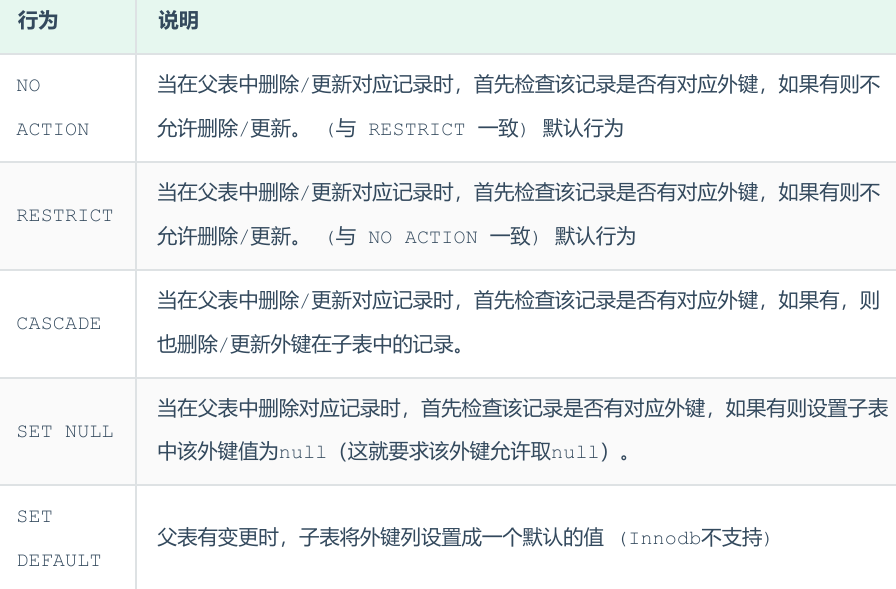 行为 说明
NO
ACTION
当在父表中删除/更新对应记录时，首先检查该记录是否有对应外键，如果有则不
允许删除/更新。 (与 RESTRICT 一致) 默认行为
RESTRICT
当在父表中删除/更新对应记录时，首先检查该记录是否有对应外键，如果有则不
允许删除/更新。 (与 NO ACTION 一致) 默认行为
CASCADE
当在父表中删除/更新对应记录时，首先检查该记录是否有对应外键，如果有，则
也删除/更新外键在子表中的记录。
SET NULL
当在父表中删除对应记录时，首先检查该记录是否有对应外键，如果有则设置子表
中该外键值为null（这就要求该外键允许取null）。
SET
DEFAULT
父表有变更时，子表将外键列设置成一个默认的值 (Innodb不支持)